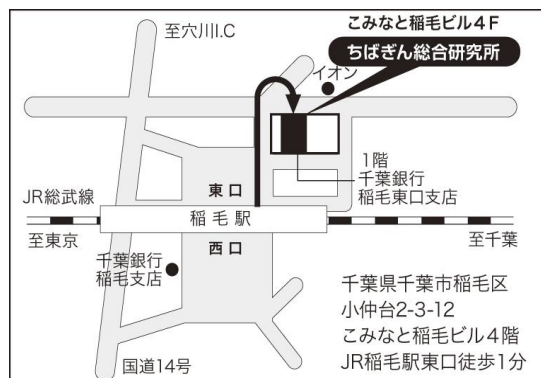 こみなと稲毛ビル4F
ちばぎん総合研究所
至穴川I.C
イオン
1階
千葉銀行
稲毛東口支店
東口
JR総武線
稲毛駅
至東京
西口
至千葉
千葉銀行
稲毛支店
千葉県千葉市稲毛区
小仲台2-3-12
こみなと稲毛ビル4階
JR稲毛駅東口徒歩1分
国道14号